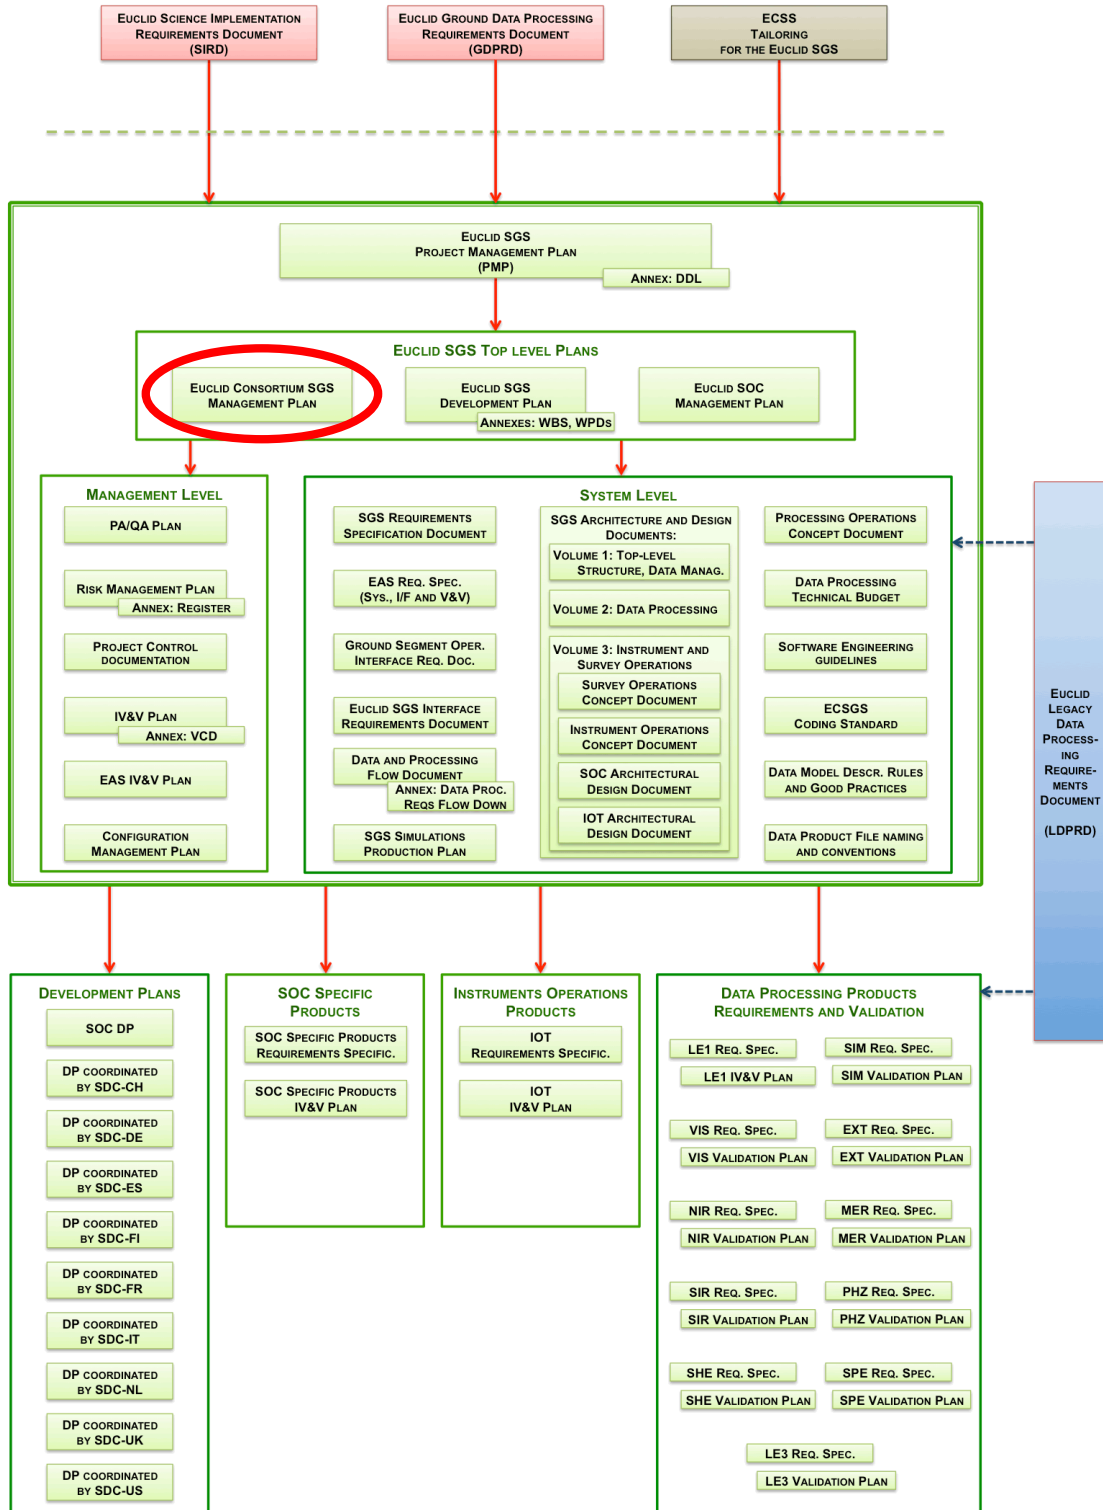 Euclid Science Implementation
Requirements Document
(SIRD)
Euclid Ground Data Processing
Requirements Document
(GDPRD)
ECSS
Tailoring
for the Euclid SGS
Euclid SGS
Project Management Plan
(PMP)
Annex: DDL
Euclid SGS Top level Plans
Euclid Consortium SGS
Management Plan
Euclid SGS
Development Plan
Annexes: WBS, WPDs
Euclid SOC
Management Plan
Management Level
PA/QA Plan
Risk Management Plan
Annex: Register
Project Control
documentation
IV&V Plan
Annex: VCD
EAS IV&V Plan
Configuration
Management Plan
System Level
SGS Requirements
Specification Document
EAS Req. Spec.
(Sys., I/F and V&V)
Ground Segment Oper.
Interface Req. Doc.
Euclid SGS Interface
Requirements Document
Data and Processing
Flow Document
Annex: Data Proc.
Reqs Flow Down
SGS Simulations
Production Plan
SGS Architecture and Design
Documents:
Volume 1: Top-level
Structure, Data Manag.
Volume 2: Data Processing
Volume 3: Instrument and
Survey Operations
Survey Operations
Concept Document
Instrument Operations
Concept Document
SOC Architectural
Design Document
IOT Architectural
Design Document
Processing Operations
Concept Document
Data Processing
Technical Budget
Software Engineering
guidelines
ECSGS
Coding Standard
Data Model Descr. Rules
and Good Practices
Data Product File naming
and conventions
Euclid
Legacy
Data
Process-
ing
Require-
ments
Document
(LDPRD)
Development Plans
SOC DP
DP coordinated
by SDC-CH
DP coordinated
by SDC-DE
DP coordinated
by SDC-ES
DP coordinated
by SDC-FI
DP coordinated
by SDC-FR
DP coordinated
by SDC-IT
DP coordinated
by SDC-NL
DP coordinated
by SDC-UK
DP coordinated
by SDC-US
SOC Specific
Products
SOC Specific Products
Requirements Specific.
SOC Specific Products
IV&V Plan
Instruments Operations
Products
IOT
Requirements Specific.
IOT
IV&V Plan
Data Processing Products
Requirements and Validation
LE1 Req. Spec.
LE1 IV&V Plan
SIM Req. Spec.
SIM Validation Plan
VIS Req. Spec.
VIS Validation Plan
EXT Req. Spec.
EXT Validation Plan
NIR Req. Spec.
NIR Validation Plan
MER Req. Spec.
MER Validation Plan
SIR Req. Spec.
SIR Validation Plan
PHZ Req. Spec.
PHZ Validation Plan
SHE Req. Spec.
SHE Validation Plan
SPE Req. Spec.
SPE Validation Plan
LE3 Req. Spec.
LE3 Validation Plan